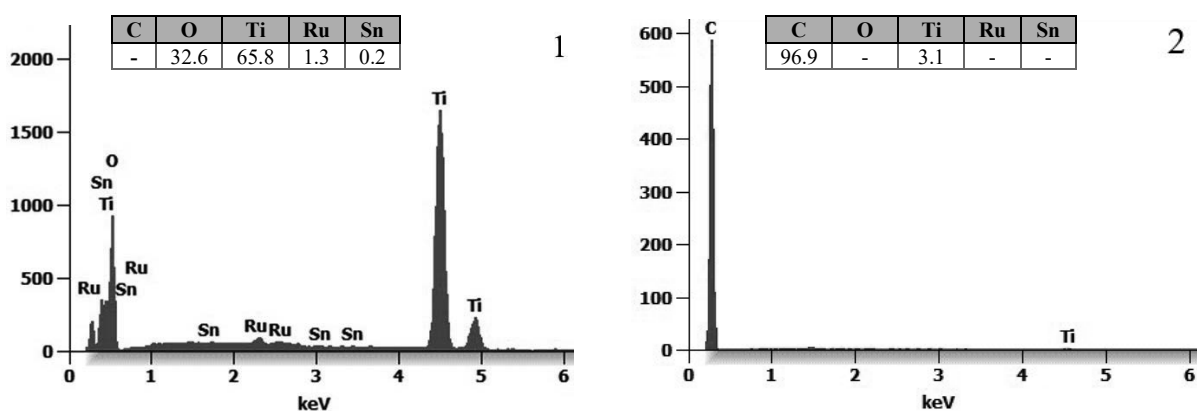 C O Ti Ru Sn
- 32.6 65.8 1.3 0.2
1
2000
1500
1000
500
0
O
Sn
Ti
Ru
Ru
Sn
Sn
Ru
Ru
Sn
Sn
Ti
Ti
0 1 2 3 4 5 6
keV
C O Ti Ru Sn
96.9 - 3.1 - -
2
600
500
400
300
200
100
0
C
Ti
0 1 2 3 4 5 6
keV